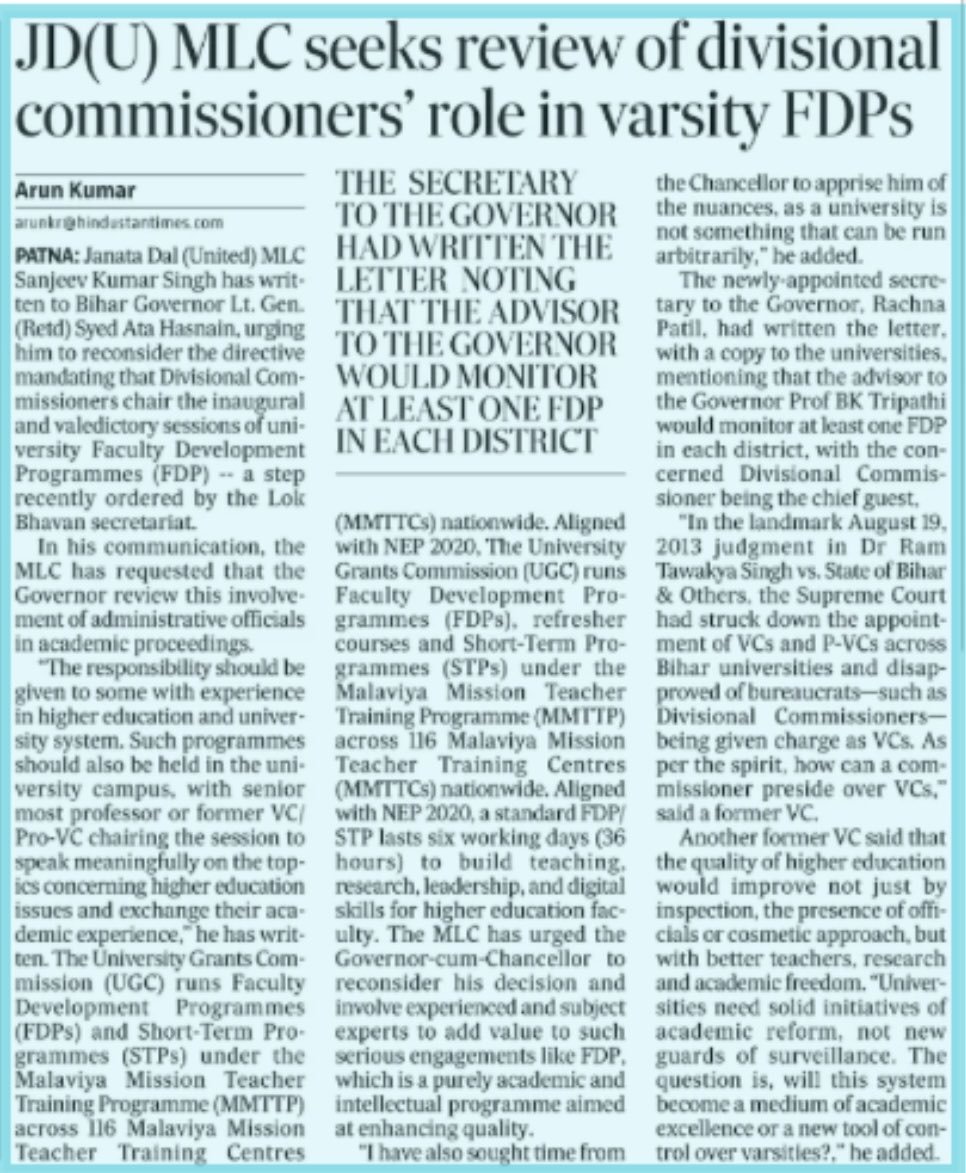 JD(U) MLC seeks review of divisional
commissioners' role in varsity FDPs
Arun Kumar
arunkr@hindustantimes.com
PATNA: Janata Dal (United) MLC
Sanjeev Kumar Singh has writ-
ten to Bihar Governor Lt. Gen.
(Retd) Syed Ata Hasnain, urging
him to reconsider the directive
mandating that Divisional Com-
missioners chair the inaugural
and valedictory sessions of uni-
versity Faculty Development
Programmes (FDP) -- a step
recently ordered by the Lok
Bhavan secretariat.
In his communication, the
MLC has requested that the
Governor review this involve-
ment of administrative officials
in academic proceedings.
"The responsibility should be
given to some with experience
in higher education and univer-
sity system. Such programmes
should also be held in the uni-
versity campus, with senior
most professor or former VC/
Pro-VC chairing the session to
speak meaningfully on the top-
ics concerning higher education
issues and exchange their aca-
demic experience," he has writ-
ten. The University Grants Com-
mission (UGC) runs Faculty
Development Programmes
(FDPs) and Short-Term Pro-
grammes (STPs) under the
Malaviya Mission Teacher
Training Programme (MMTTP)
across 116 Malaviya Mission
Teacher Training Centres
THE SECRETARY
TO THE GOVERNOR
HAD WRITTEN THE
LETTER NOTING
THAT THE ADVISOR
TO THE GOVERNOR
WOULD MONITOR
AT LEAST ONE FDP
IN EACH DISTRICT
(MMTTCs) nationwide. Aligned
with NEP 2020, The University
Grants Commission (UGC) runs
Faculty Development Pro-
grammes (FDPs), refresher
courses and Short-Term Pro-
grammes (STPs) under the
Malaviya Mission Teacher
Training Programme (MMTTP)
across 116 Malaviya Mission
Teacher Training Centres
(MMTTCs) nationwide. Aligned
with NEP 2020, a standard FDP/
STP lasts six working days (36
hours) to build teaching,
research, leadership, and digital
skills for higher education fac-
ulty. The MLC has urged the
Governor-cum-Chancellor to
reconsider his decision and
involve experienced and subject
experts to add value to such
serious engagements like FDP,
which is a purely academic and
intellectual programme aimed
at enhancing quality.
"I have also sought time from
the Chancellor to apprise him of
the nuances, as a university is
not something that can be run
arbitrarily," he added.
The newly-appointed secre-
tary to the Governor, Rachna
Patil, had written the letter,
with a copy to the universities,
mentioning that the advisor to
the Governor Prof BK Tripathi
would monitor at least one FDP
in each district, with the con-
cerned Divisional Commis-
sioner being the chief guest.
"In the landmark August 19,
2013 judgment in Dr Ram
Tawakya Singh vs. State of Bihar
& Others, the Supreme Court
had struck down the appoint-
ment of VCs and P-VCs across
Bihar universities and disap-
proved of bureaucrats—such as
Divisional Commissioners—
being given charge as VCs. As
per the spirit, how can a com-
missioner preside over VCs,"
said a former VC.
Another former VC said that
the quality of higher education
would improve not just by
inspection, the presence of offi-
cials or cosmetic approach, but
with better teachers, research
and academic freedom. "Univer-
sities need solid initiatives of
academic reform, not new
guards of surveillance. The
question is, will this system
become a medium of academic
excellence or a new tool of con-
trol over varsities?," he added.